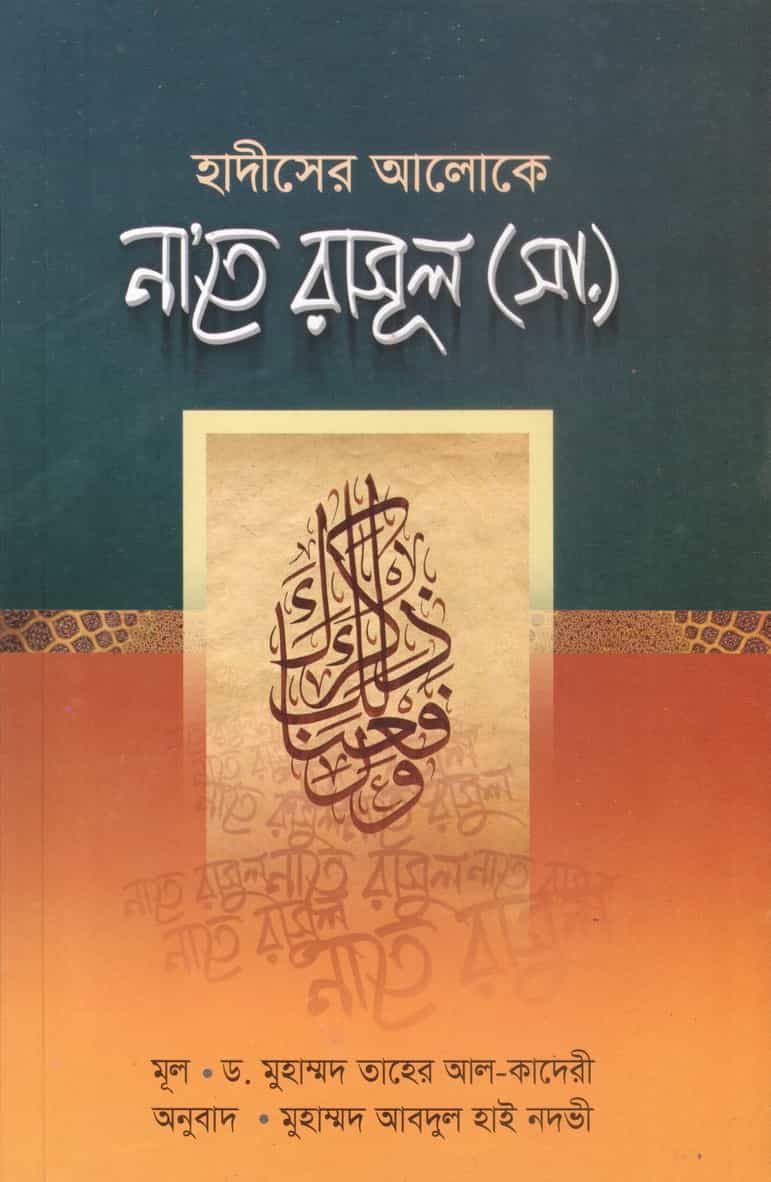 হাদীসের আলোকে
না'তে রাসূল (সা.)
ورفعنا لك ذكرك
না'তে রাসুল
না'তে রাসুল
না'তে রাসুল না'তে রাসুল না'তে রাসুল
না'তে রাসুল
না'তে রাসুল
মূল • ড. মুহাম্মদ তাহের আল-কাদেরী
অনুবাদ • মুহাম্মদ আবদুল হাই নদভী